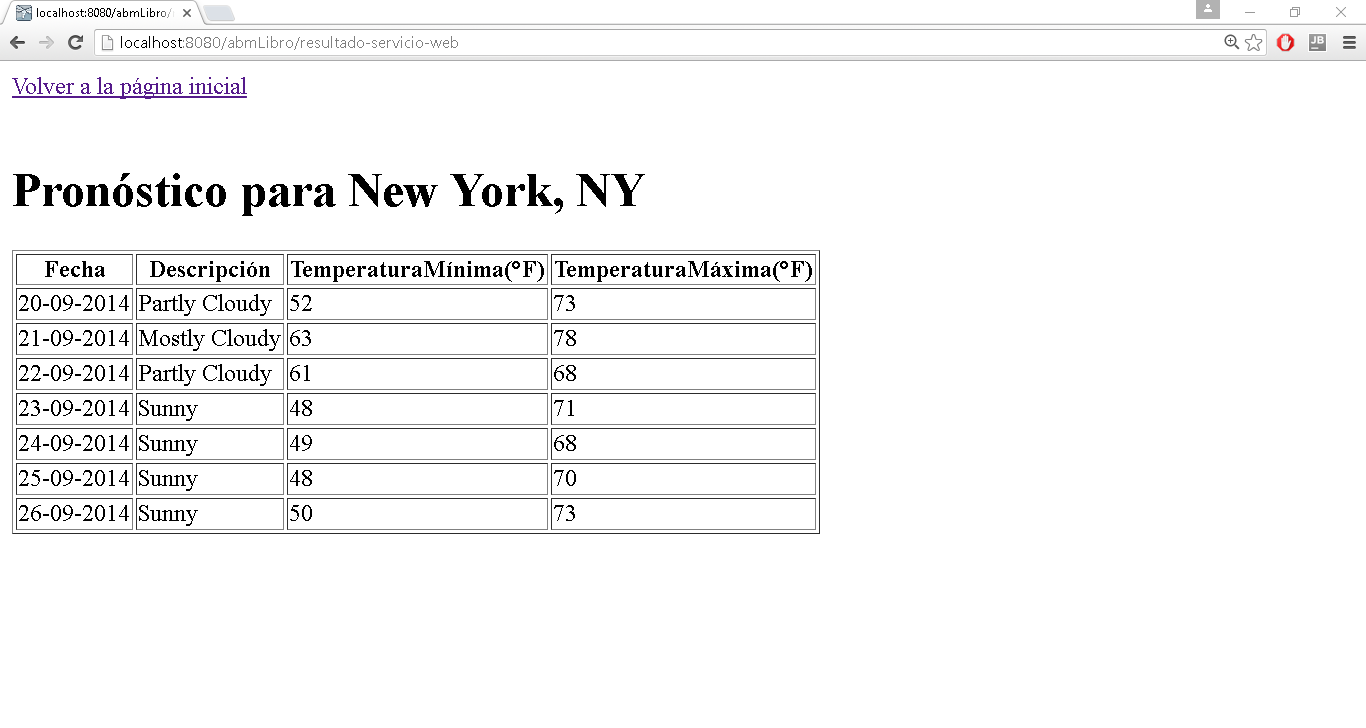 localhost:8080/abmLibro/
localhost:8080/abmLibro/resultado-servicio-web
JB
Volver a la página inicial
Pronóstico para New York, NY
Fecha Descripción TemperaturaMínima(°F) TemperaturaMáxima(°F)
20-09-2014 Partly Cloudy 52 73
21-09-2014 Mostly Cloudy 63 78
22-09-2014 Partly Cloudy 61 68
23-09-2014 Sunny 48 71
24-09-2014 Sunny 49 68
25-09-2014 Sunny 48 70
26-09-2014 Sunny 50 73